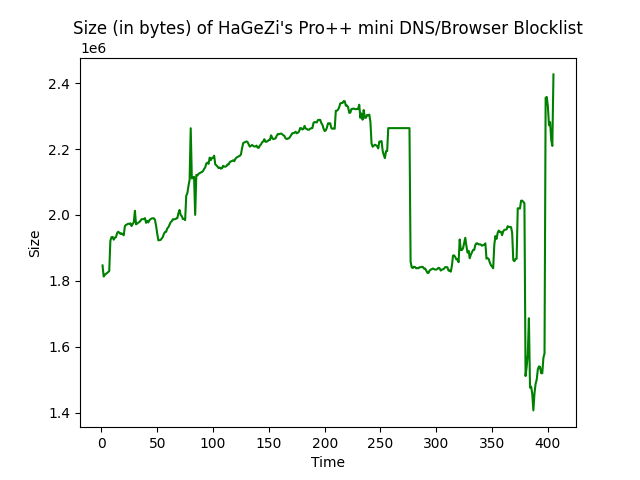 Size (in bytes) of HaGeZi's Pro++ mini DNS/Browser Blocklist
1e6
2.4
2.2
2.0
1.8
1.6
1.4
Size
0 50 100 150 200 250 300 350 400
Time